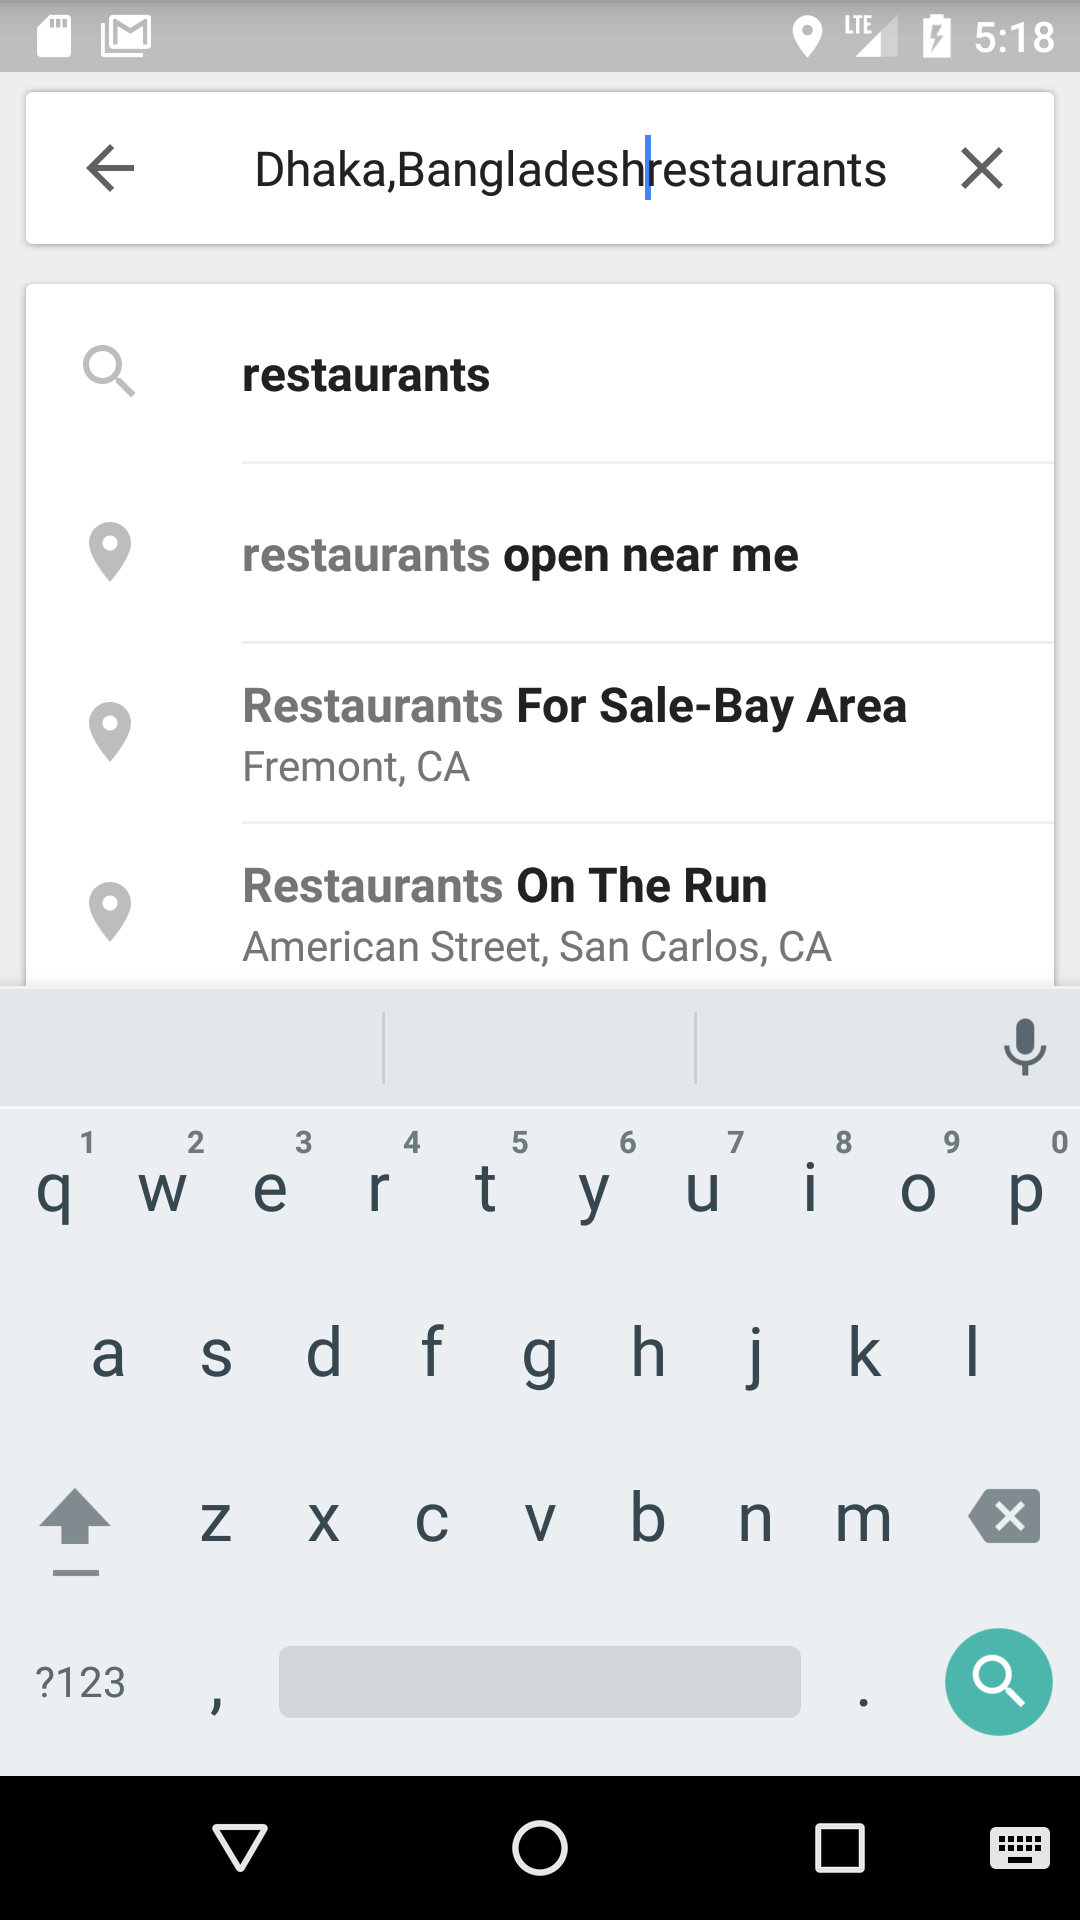 LTE 5:18
Dhaka,Bangladeshrestaurants
restaurants
restaurants open near me
Restaurants For Sale-Bay Area
Fremont, CA
Restaurants On The Run
American Street, San Carlos, CA
1 2 3 4 5 6 7 8 9 0
q w e r t y u i o p
a s d f g h j k l
z x c v b n m
?123 , .